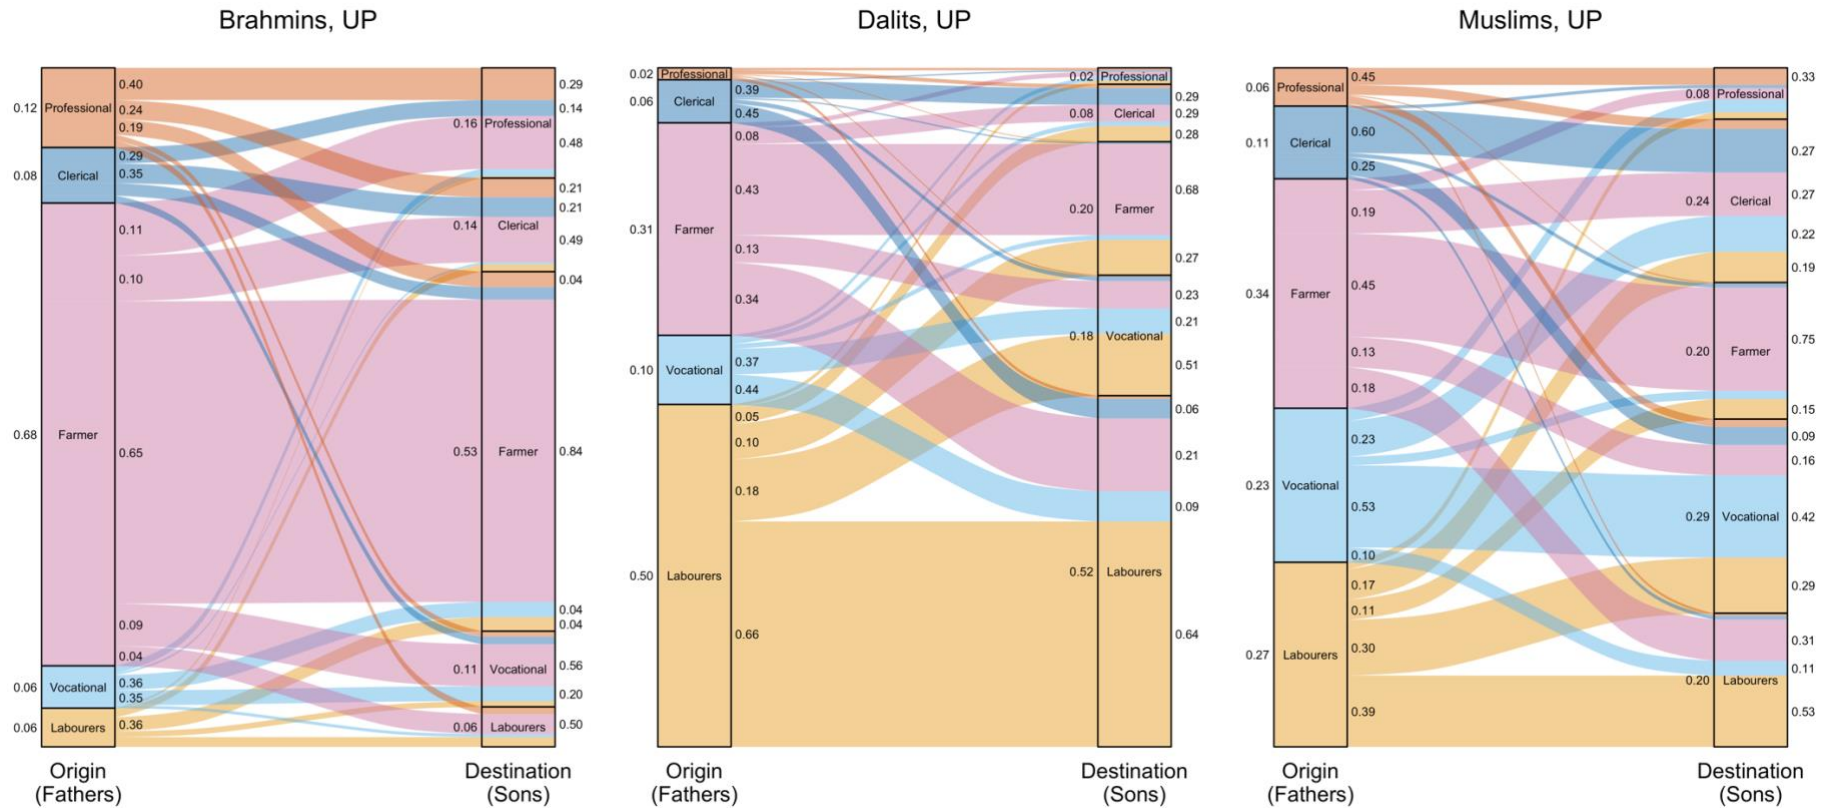 Brahmins, UP
0.12
0.08
0.68
0.06
0.06
Professional
Clerical
Farmer
Vocational
Labourers
0.40
0.24
0.19
0.29
0.35
0.11
0.10
0.65
0.09
0.04
0.36
0.35
0.36
0.16
0.14
0.53
0.11
0.06
Professional
Clerical
Farmer
Vocational
Labourers
0.29
0.14
0.48
0.21
0.21
0.49
0.04
0.84
0.04
0.04
0.56
0.20
0.50
Origin
(Fathers)
Destination
(Sons)
Dalits, UP
0.02
0.06
0.31
0.10
0.50
Professional
Clerical
Farmer
Vocational
Labourers
0.39
0.45
0.08
0.43
0.13
0.34
0.37
0.44
0.05
0.10
0.18
0.66
0.02
0.08
0.20
0.18
0.52
Professional
Clerical
Farmer
Vocational
Labourers
0.29
0.29
0.28
0.68
0.27
0.23
0.21
0.51
0.06
0.21
0.09
0.64
Origin
(Fathers)
Destination
(Sons)
Muslims, UP
0.06
0.11
0.34
0.23
0.27
Professional
Clerical
Farmer
Vocational
Labourers
0.45
0.60
0.25
0.19
0.45
0.13
0.18
0.23
0.53
0.10
0.17
0.11
0.30
0.39
0.08
0.24
0.20
0.29
0.20
Professional
Clerical
Farmer
Vocational
Labourers
0.33
0.27
0.27
0.22
0.19
0.75
0.15
0.09
0.16
0.42
0.29
0.31
0.11
0.53
Origin
(Fathers)
Destination
(Sons)